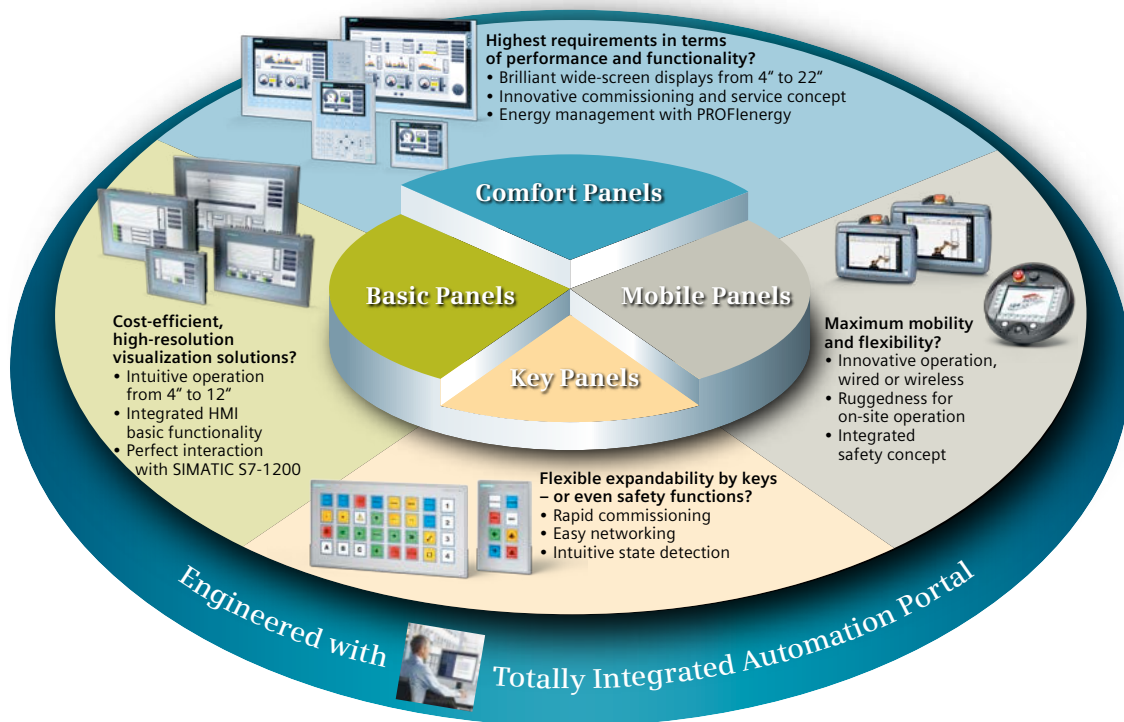 Highest requirements in terms
of performance and functionality?
• Brilliant wide-screen displays from 4″ to 22″
• Innovative commissioning and service concept
• Energy management with PROFIenergy
Comfort Panels
Basic Panels
Mobile Panels
Key Panels
Cost-efficient,
high-resolution
visualization solutions?
• Intuitive operation
from 4″ to 12″
• Integrated HMI
basic functionality
• Perfect interaction
with SIMATIC S7-1200
Maximum mobility
and flexibility?
• Innovative operation,
wired or wireless
• Ruggedness for
on-site operation
• Integrated
safety concept
Flexible expandability by keys
– or even safety functions?
• Rapid commissioning
• Easy networking
• Intuitive state detection
1
2
3
A B C 4
Engineered with Totally Integrated Automation Portal